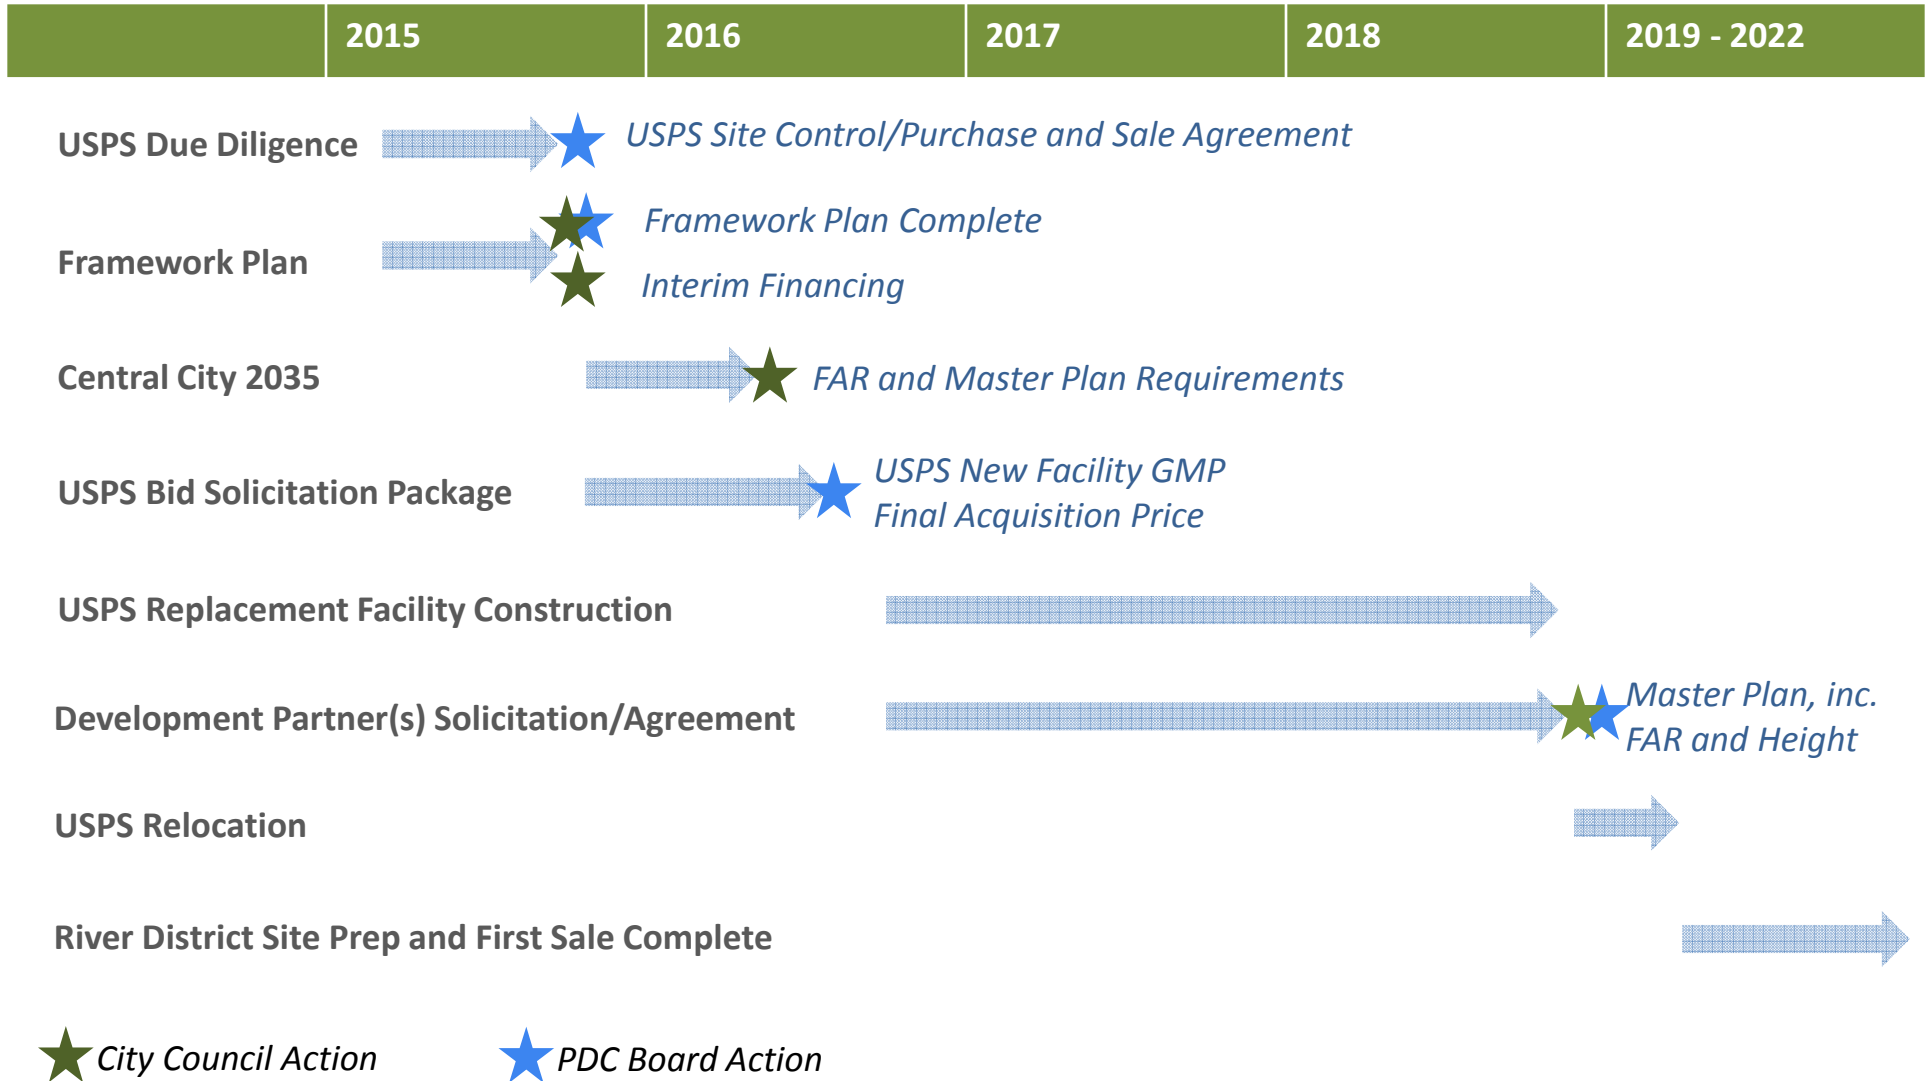 2015 2016 2017 2018 2019 - 2022
USPS Due Diligence
USPS Site Control/Purchase and Sale Agreement
Framework Plan
Framework Plan Complete
Interim Financing
Central City 2035
FAR and Master Plan Requirements
USPS Bid Solicitation Package
USPS New Facility GMP
Final Acquisition Price
USPS Replacement Facility Construction
Development Partner(s) Solicitation/Agreement
Master Plan, inc.
FAR and Height
USPS Relocation
River District Site Prep and First Sale Complete
City Council Action
PDC Board Action